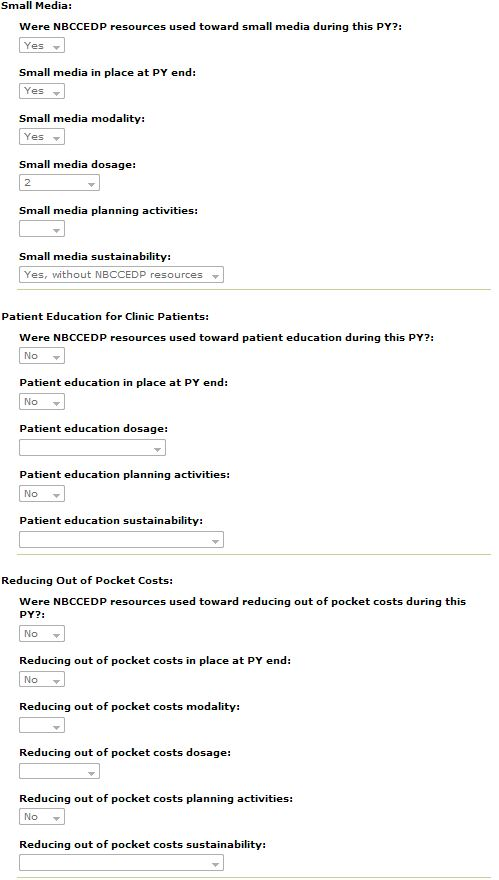 Small Media:
Were NBCCEDP resources used toward small media during this PY?:
Yes
Small media in place at PY end:
Yes
Small media modality:
Yes
Small media dosage:
2
Small media planning activities:
Small media sustainability:
Yes, without NBCCEDP resources
Patient Education for Clinic Patients:
Were NBCCEDP resources used toward patient education during this PY?:
No
Patient education in place at PY end:
No
Patient education dosage:
Patient education planning activities:
No
Patient education sustainability:
Reducing Out of Pocket Costs:
Were NBCCEDP resources used toward reducing out of pocket costs during this
PY?:
No
Reducing out of pocket costs in place at PY end:
No
Reducing out of pocket costs modality:
Reducing out of pocket costs dosage:
Reducing out of pocket costs planning activities:
No
Reducing out of pocket costs sustainability: